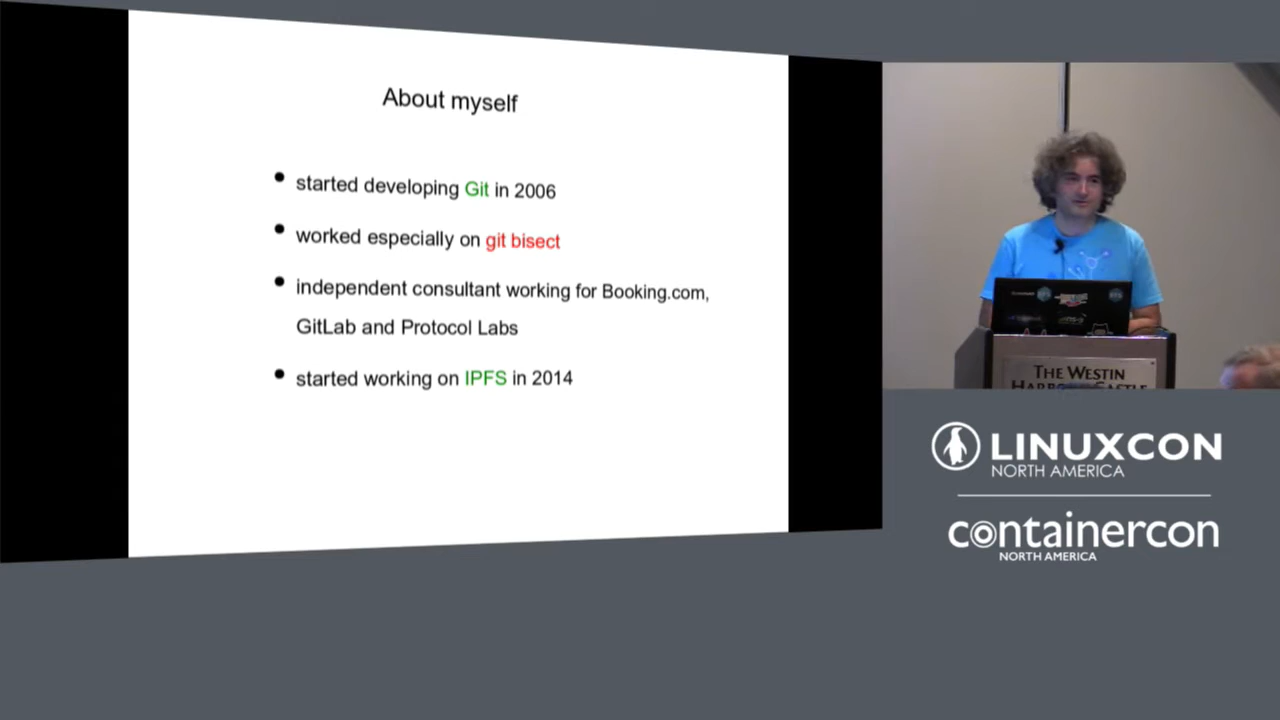 About myself
started developing Git in 2006
worked especially on git bisect
independent consultant working for Booking.com,
GitLab and Protocol Labs
started working on IPFS in 2014
THE WESTIN
LINUXCON
NORTH AMERICA
containercon
NORTH AMERICA